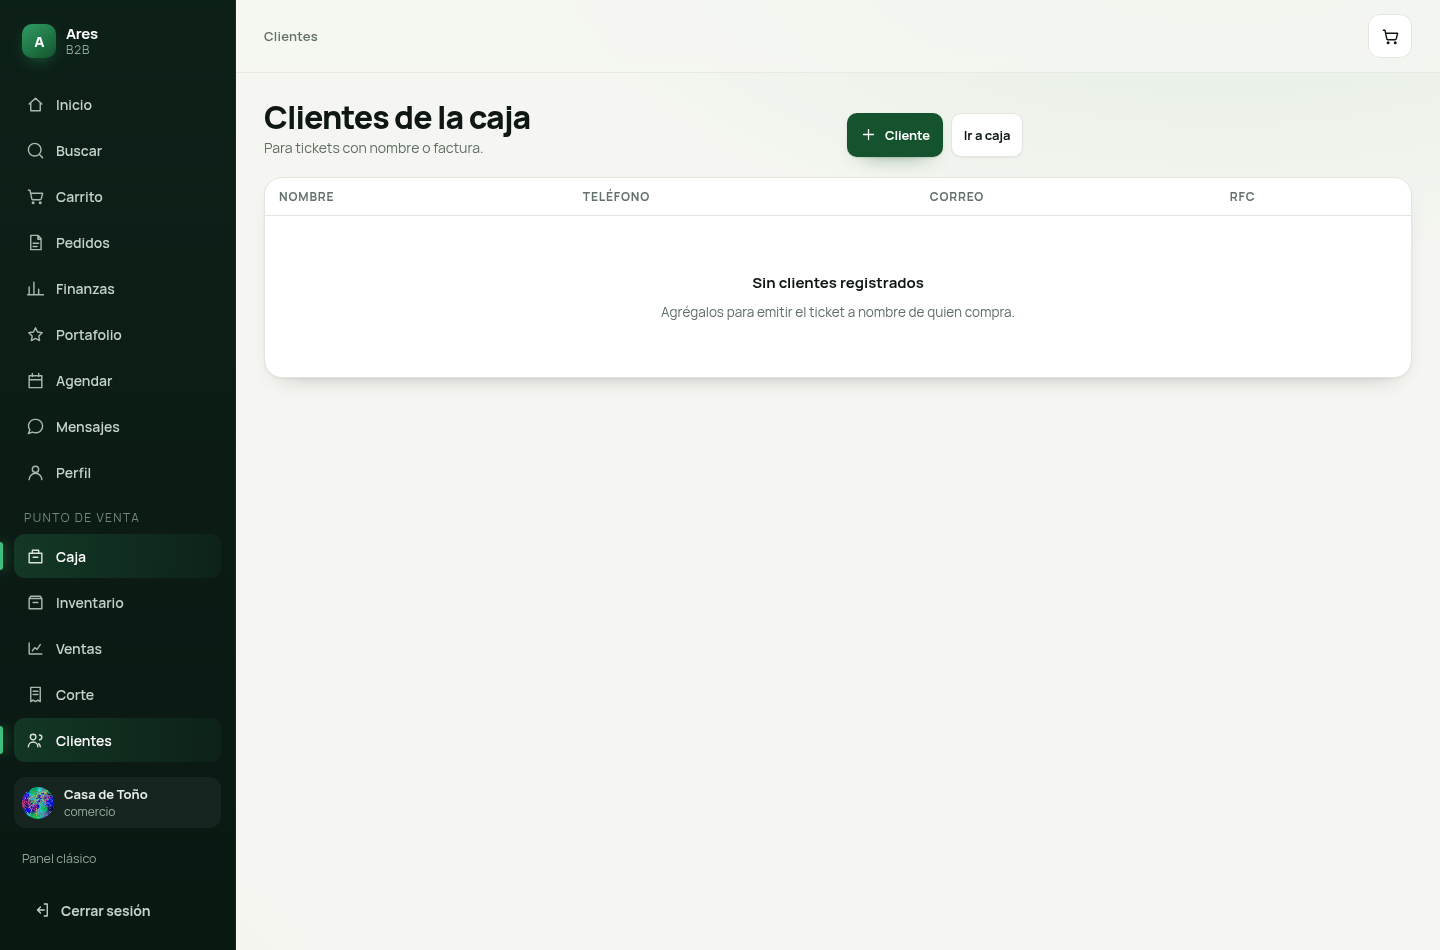 A
Ares
B2B
Inicio
Buscar
Carrito
Pedidos
Finanzas
Portafolio
Agendar
Mensajes
Perfil
PUNTO DE VENTA
Caja
Inventario
Ventas
Corte
Clientes
Casa de Toño
comercio
Panel clásico
Cerrar sesión
Clientes
Clientes de la caja
Para tickets con nombre o factura.
Cliente
Ir a caja
NOMBRE TELÉFONO CORREO RFC
Sin clientes registrados
Agrégalos para emitir el ticket a nombre de quien compra.